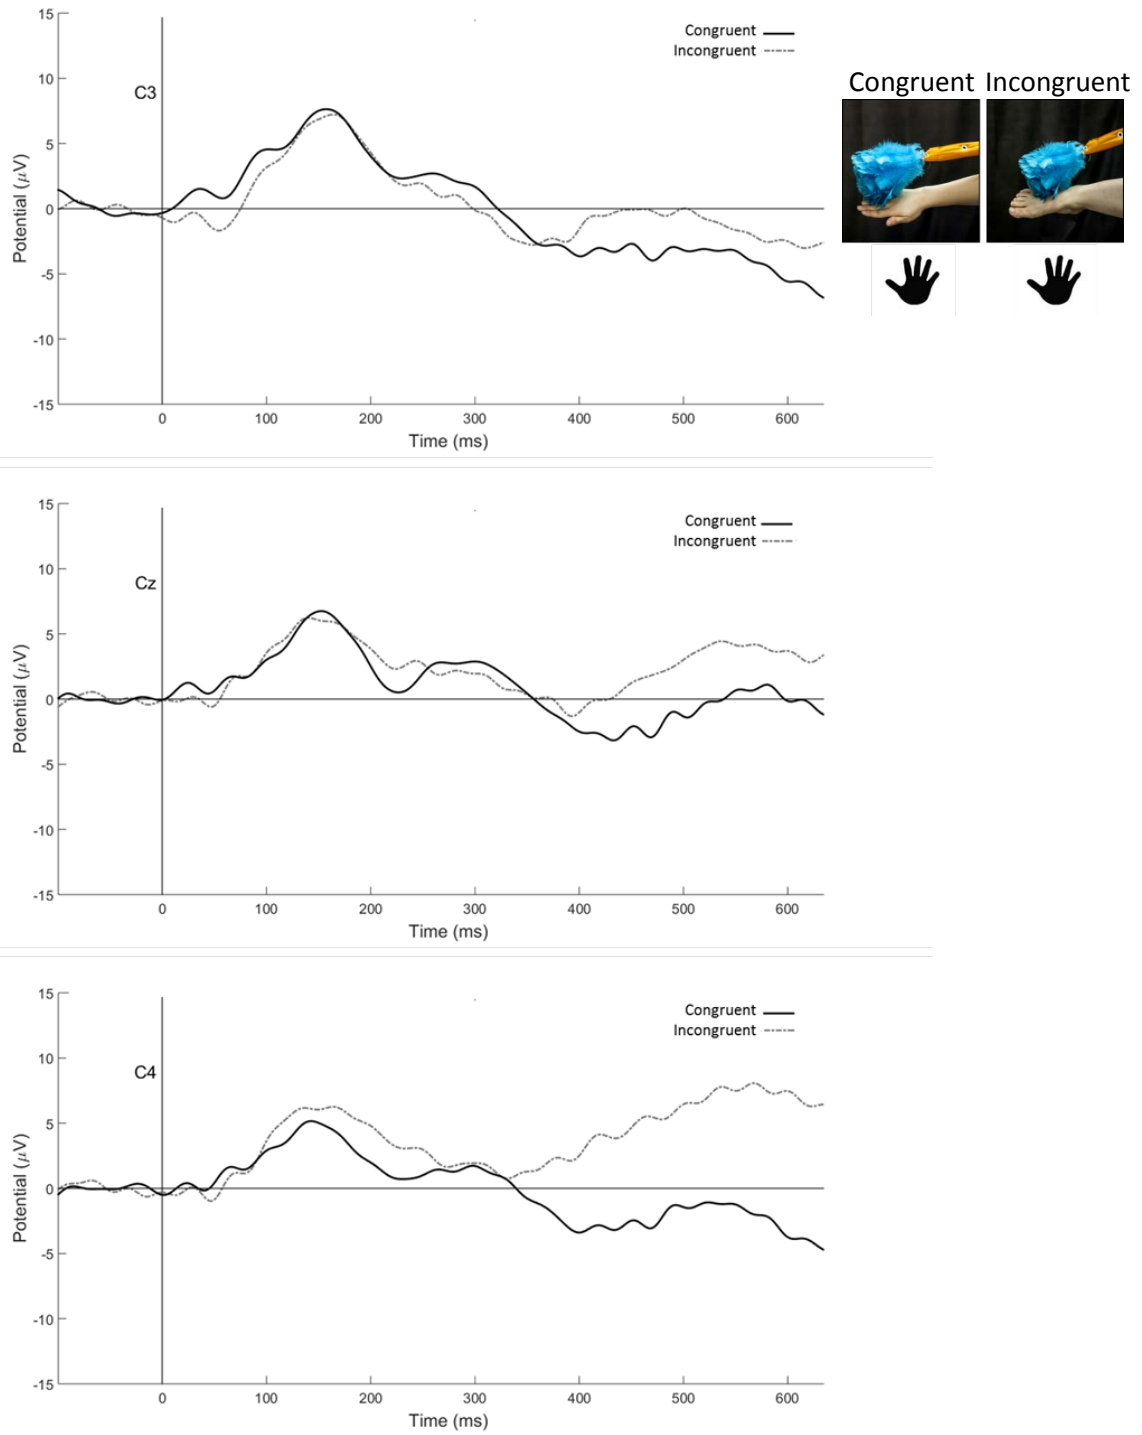 15
10
5
0
-5
-10
-15
Potential (μV)
C3
Congruent
Incongruent
0 100 200 300 400 500 600
Time (ms)
Congruent Incongruent
15
10
5
0
-5
-10
-15
Potential (μV)
Cz
Congruent
Incongruent
0 100 200 300 400 500 600
Time (ms)
15
10
5
0
-5
-10
-15
Potential (μV)
C4
Congruent
Incongruent
0 100 200 300 400 500 600
Time (ms)